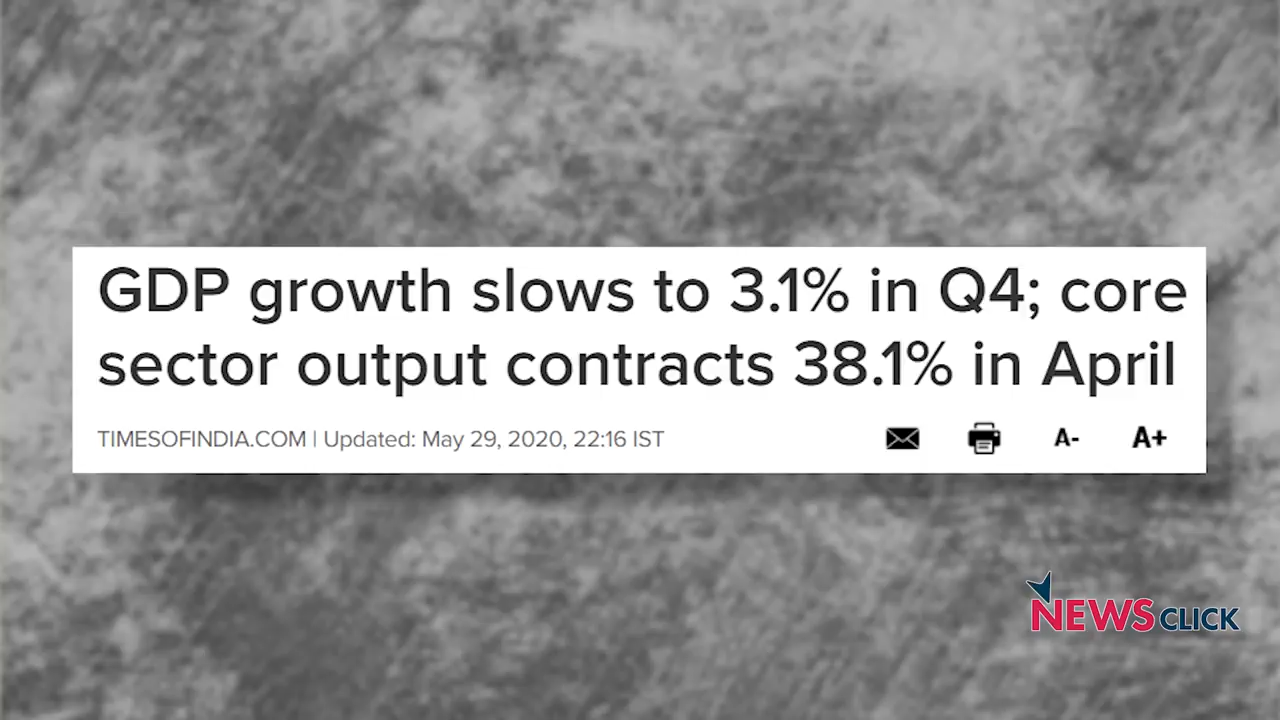 GDP growth slows to 3.1% in Q4; core
sector output contracts 38.1% in April
TIMESOFINDIA.COM | Updated: May 29, 2020, 22:16 IST
A- A+
NEWSCLICK